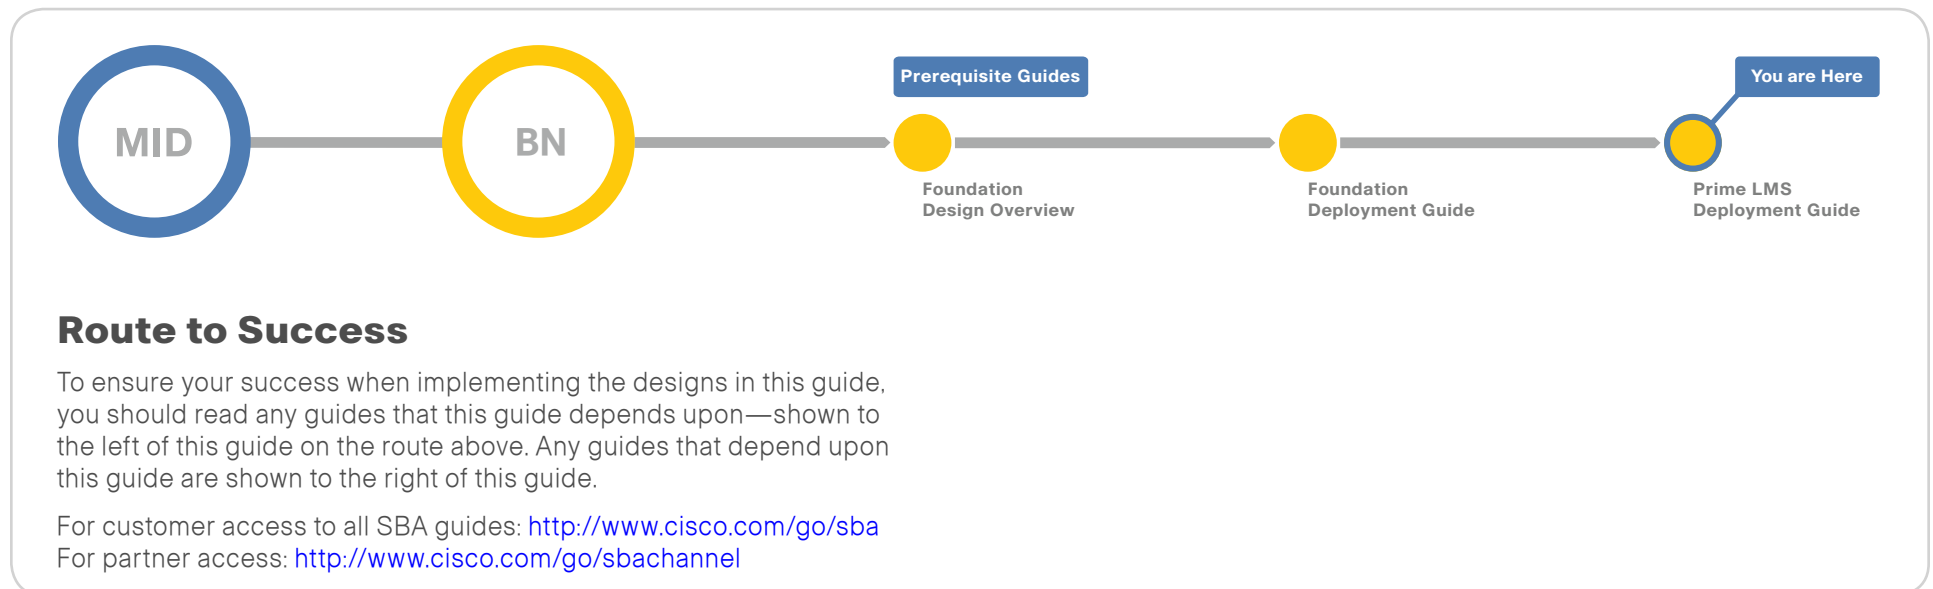 MID
BN
Prerequisite Guides
You are Here
Foundation
Design Overview
Foundation
Deployment Guide
Prime LMS
Deployment Guide
Route to Success
To ensure your success when implementing the designs in this guide,
you should read any guides that this guide depends upon—shown to
the left of this guide on the route above. Any guides that depend upon
this guide are shown to the right of this guide.
For customer access to all SBA guides: http://www.cisco.com/go/sba
For partner access: http://www.cisco.com/go/sbachannel